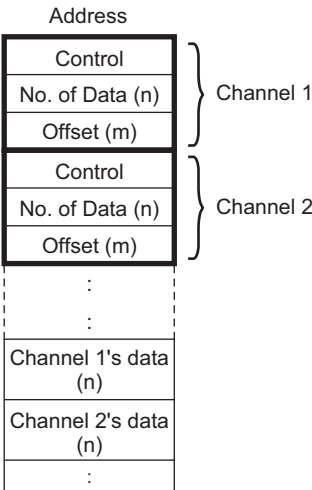 Address
Control
No. of Data (n)
Offset (m)
Channel 1
Control
No. of Data (n)
Offset (m)
Channel 2
:
:
Channel 1's data
(n)
Channel 2's data
(n)
: